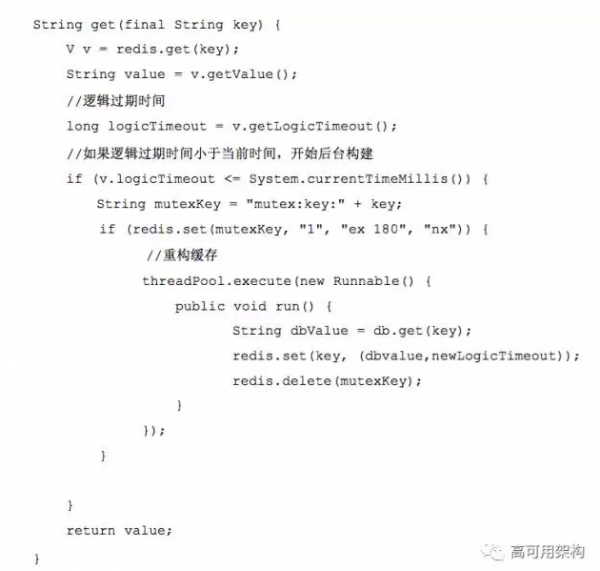 String get(final String key) {
V v = redis.get(key);
String value = v.getValue();
//逻辑过期时间
long logicTimeout = v.getLogicTimeout();
//如果逻辑过期时间小于当前时间，开始后台构建
if (v.logicTimeout <= System.currentTimeMillis()) {
String mutexKey = "mutex:key:" + key;
if (redis.set(mutexKey, "1", "ex 180", "nx")) {
//重构缓存
threadPool.execute(new Runnable() {
public void run() {
String dbValue = db.get(key);
redis.set(key, (dbvalue,newLogicTimeout));
redis.delete(mutexKey);
}
});
}
}
return value;
}
高可用架构